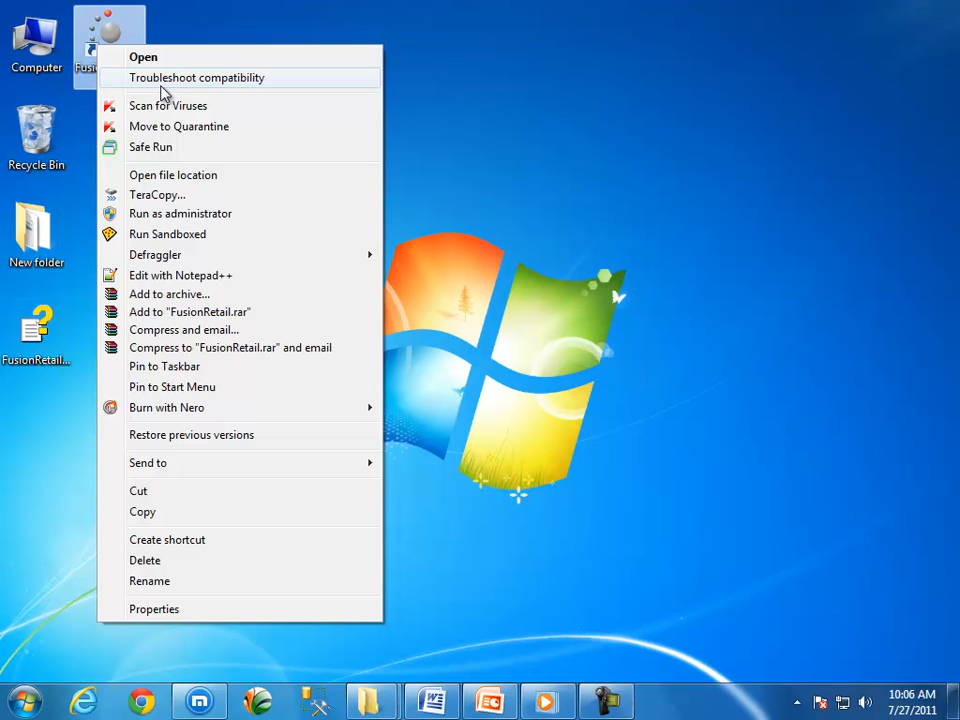 Computer
Fusi
Recycle Bin
New folder
FusionRetail...
Open
Troubleshoot compatibility
Scan for Viruses
Move to Quarantine
Safe Run
Open file location
TeraCopy...
Run as administrator
Run Sandboxed
Defraggler
Edit with Notepad++
Add to archive...
Add to "FusionRetail.rar"
Compress and email...
Compress to "FusionRetail.rar" and email
Pin to Taskbar
Pin to Start Menu
Burn with Nero
Restore previous versions
Send to
Cut
Copy
Create shortcut
Delete
Rename
Properties
10:06 AM
7/27/2011